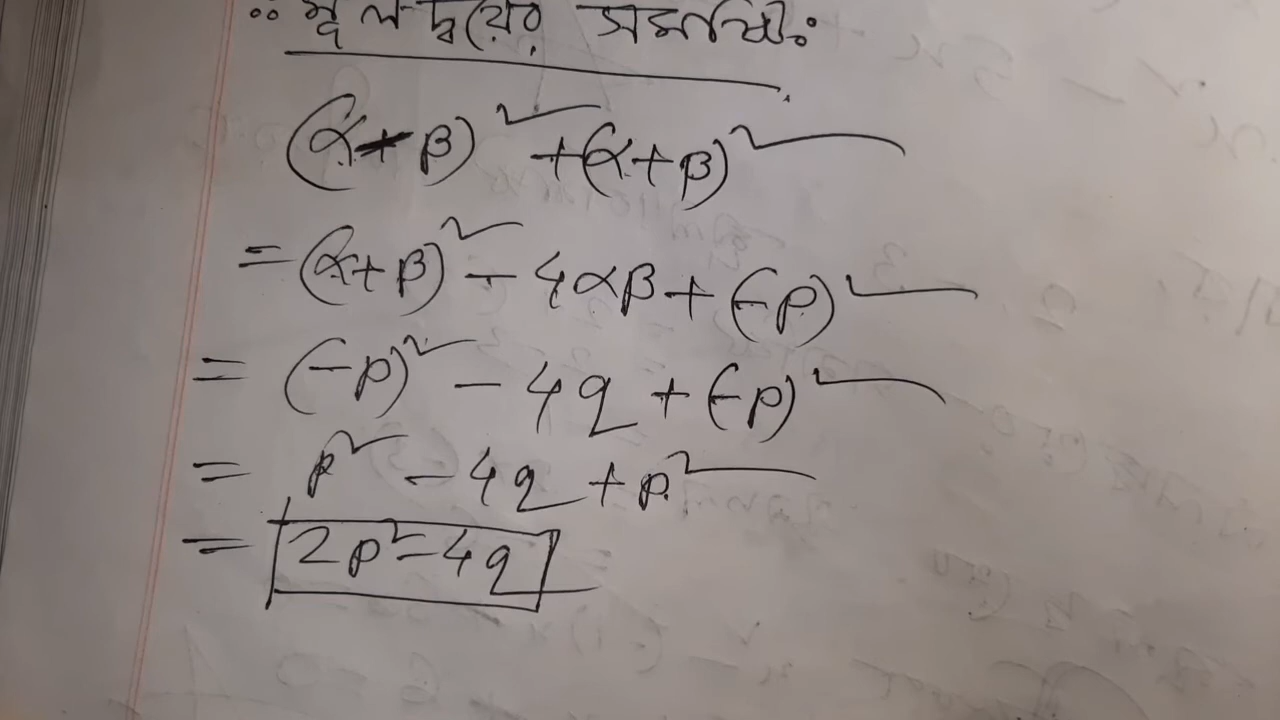 ∴ মূলদ্বয়ের সমষ্টি:
(α-β)² + (α+β)²
= (α+β)² - 4αβ + (-p)²
= (-p)² - 4q + (-p)²
= p² - 4q + p²
= 2p² - 4q